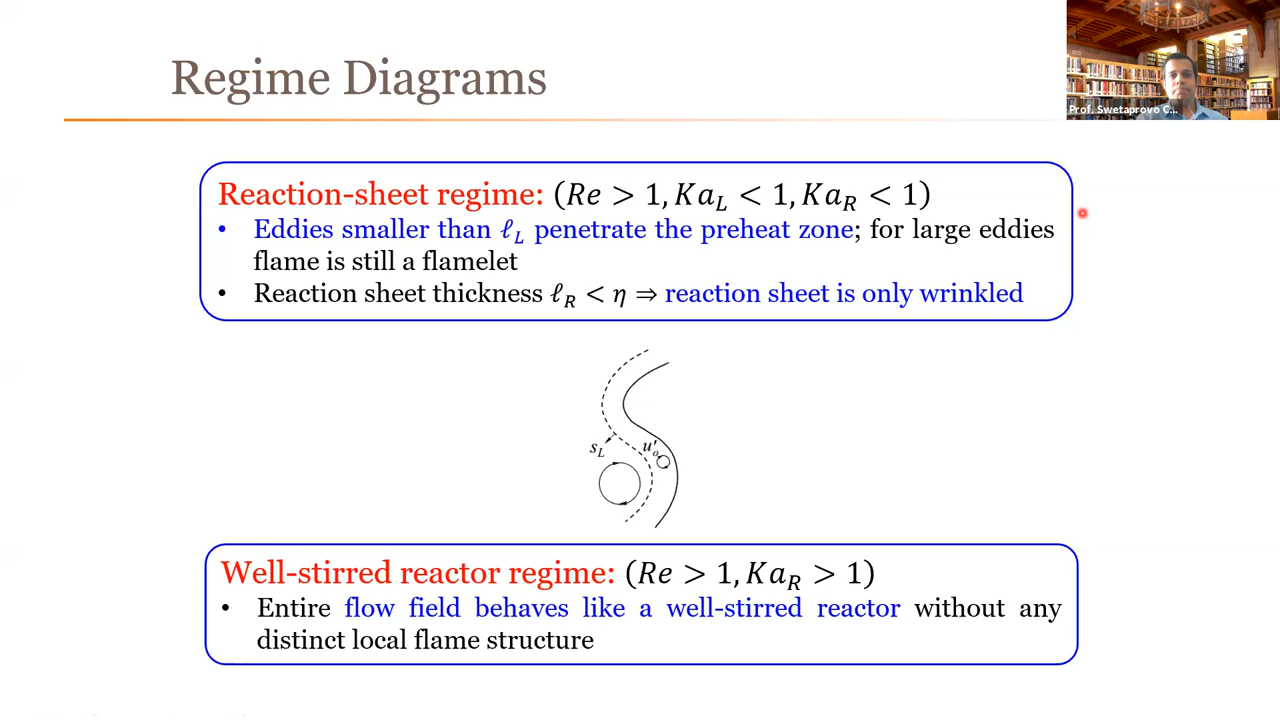 Regime Diagrams
Prof. Swetaprovo C...
Reaction-sheet regime: (Re > 1, Ka_L < 1, Ka_R < 1)
• Eddies smaller than ℓ_L penetrate the preheat zone; for large eddies
flame is still a flamelet
• Reaction sheet thickness ℓ_R < η ⇒ reaction sheet is only wrinkled
s_L
u'_o
Well-stirred reactor regime: (Re > 1, Ka_R > 1)
• Entire flow field behaves like a well-stirred reactor without any
distinct local flame structure